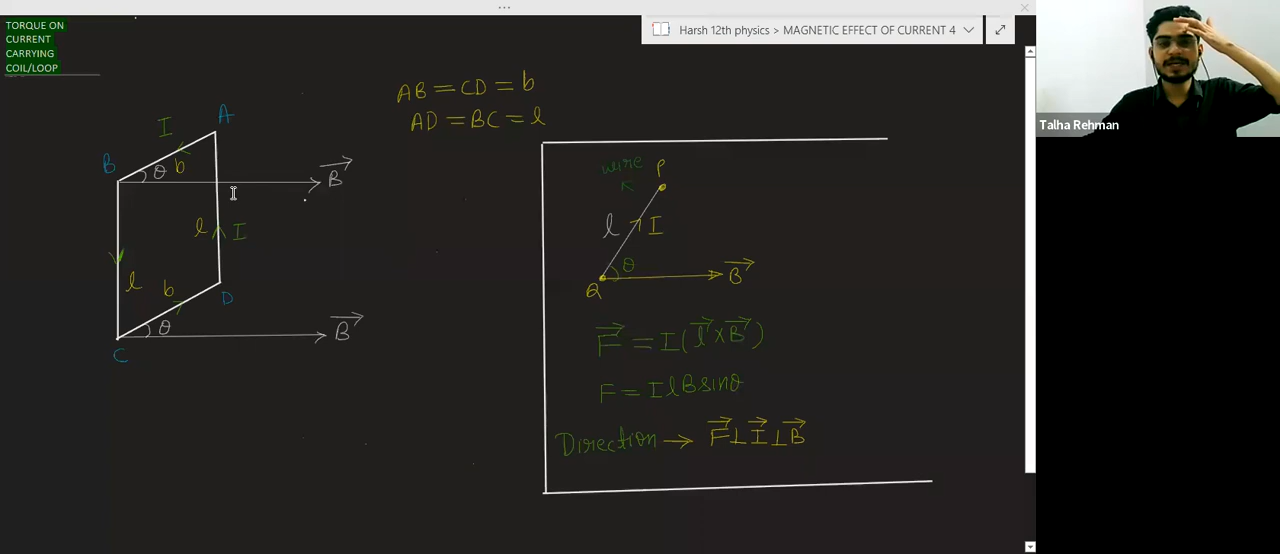 TORQUE ON
CURRENT
CARRYING
COIL/LOOP
Harsh 12th physics > MAGNETIC EFFECT OF CURRENT 4
Talha Rehman
AB = CD = b
AD = BC = l
A
I
B
θ
b
B⃗
l
I
l
b
D
θ
B⃗
C
wire
P
l
I
θ
Q
B⃗
F⃗ = I(l⃗ × B⃗)
F = I l B sinθ
Direction → F⃗ ⊥ I⃗ ⊥ B⃗